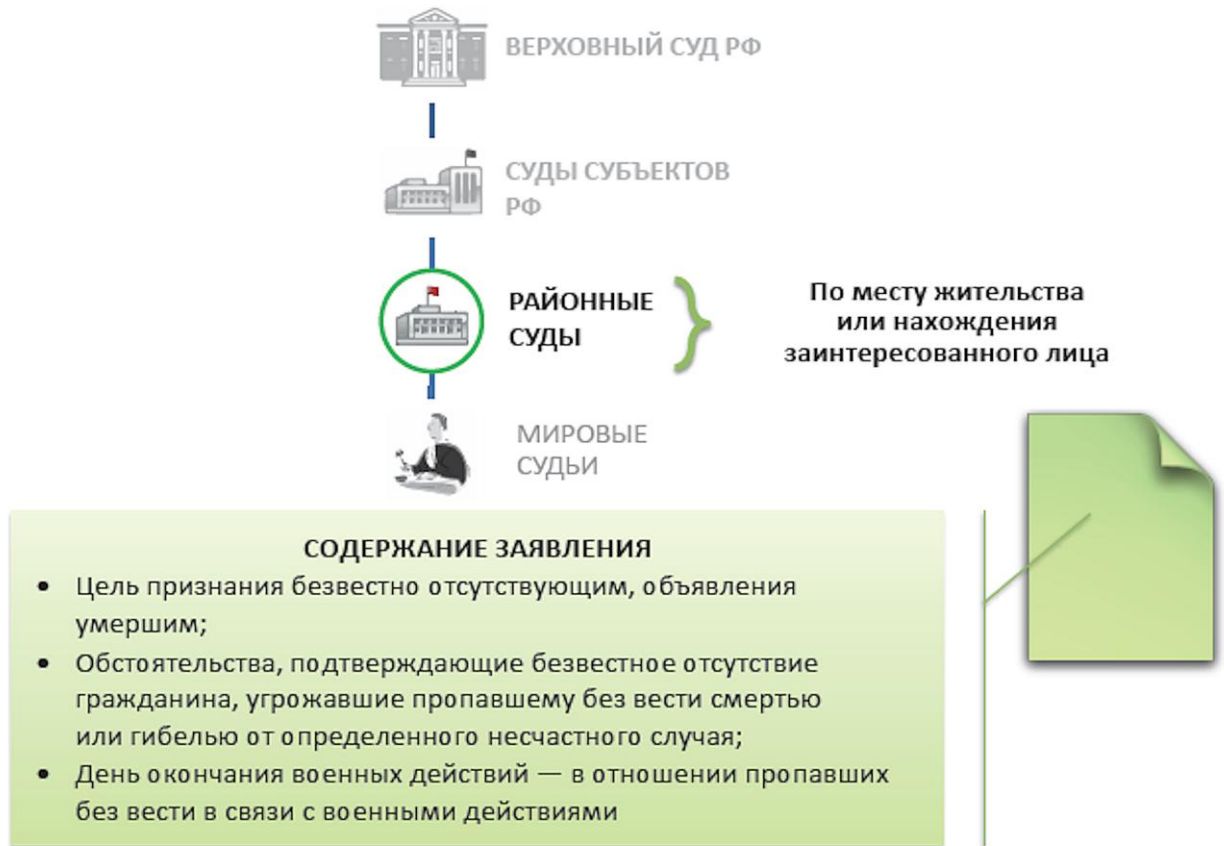 ВЕРХОВНЫЙ СУД РФ
СУДЫ СУБЪЕКТОВ
РФ
РАЙОННЫЕ
СУДЫ
По месту жительства
или нахождения
заинтересованного лица
МИРОВЫЕ
СУДЬИ
СОДЕРЖАНИЕ ЗАЯВЛЕНИЯ
• Цель признания безвестно отсутствующим, объявления
умершим;
• Обстоятельства, подтверждающие безвестное отсутствие
гражданина, угрожавшие пропавшему без вести смертью
или гибелью от определенного несчастного случая;
• День окончания военных действий — в отношении пропавших
без вести в связи с военными действиями